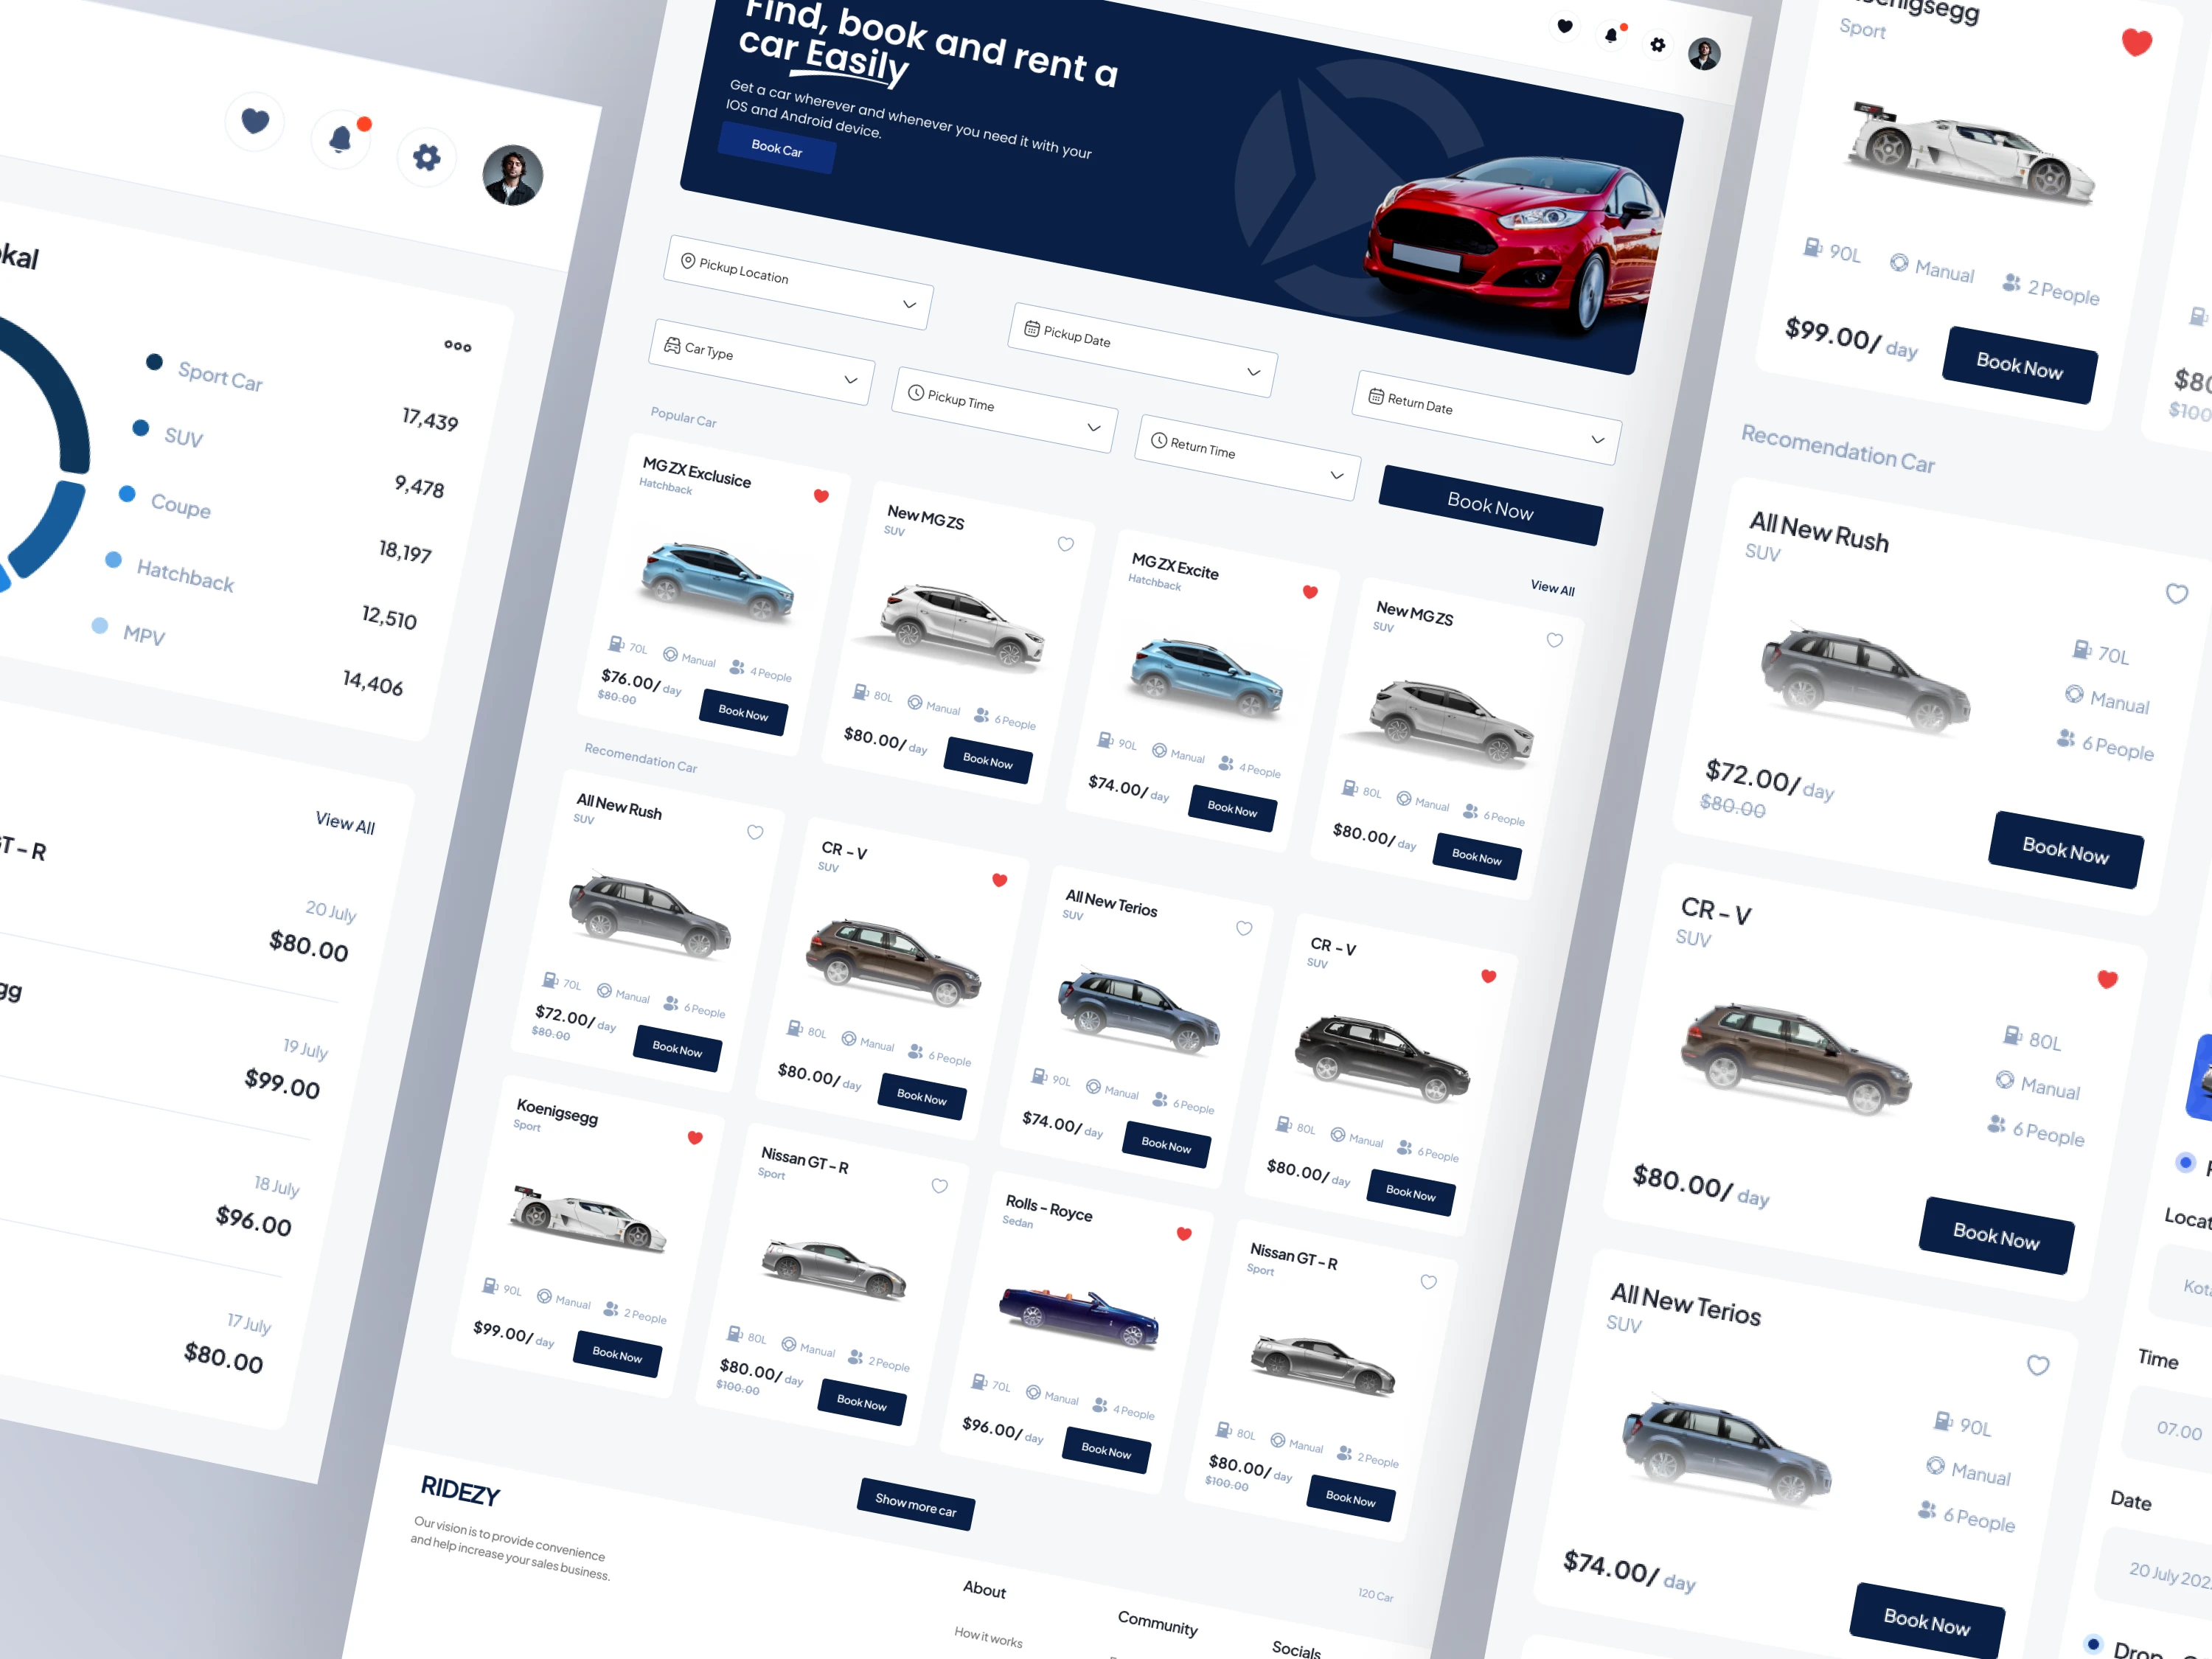 Sport Car
17,439
SUV
9,478
Coupe
18,197
Hatchback
12,510
MPV
14,406
View All
20 July
$80.00
19 July
$99.00
18 July
$96.00
17 July
$80.00
Find, book and rent a
car Easily
Get a car wherever and whenever you need it with your
IOS and Android device.
Book Car
Pickup Location
Pickup Date
Return Date
Car Type
Pickup Time
Return Time
Book Now
Popular Car
View All
MG ZX Exclusice
Hatchback
70L Manual 4 People
$76.00/ day
$80.00
Book Now
New MG ZS
SUV
80L Manual 6 People
$80.00/ day
Book Now
MG ZX Excite
Hatchback
90L Manual 4 People
$74.00/ day
Book Now
New MG ZS
SUV
80L Manual 6 People
$80.00/ day
Book Now
Recomendation Car
All New Rush
SUV
70L Manual 6 People
$72.00/ day
$80.00
Book Now
CR - V
SUV
80L Manual 6 People
$80.00/ day
Book Now
All New Terios
SUV
90L Manual 6 People
$74.00/ day
Book Now
CR - V
SUV
80L Manual 6 People
$80.00/ day
Book Now
Koenigsegg
Sport
90L Manual 2 People
$99.00/ day
Book Now
Nissan GT - R
Sport
80L Manual 2 People
$80.00/ day
$100.00
Book Now
Rolls - Royce
Sedan
70L Manual 4 People
$96.00/ day
Book Now
Nissan GT - R
Sport
80L Manual 2 People
$80.00/ day
$100.00
Book Now
Show more car
120 Car
RIDEZY
Our vision is to provide convenience
and help increase your sales business.
About
How it works
Community
Socials
Sport
90L Manual 2 People
$99.00/ day
Book Now
Recomendation Car
All New Rush
SUV
70L
Manual
6 People
$72.00/ day
$80.00
Book Now
CR - V
SUV
80L
Manual
6 People
$80.00/ day
Book Now
All New Terios
SUV
90L
Manual
6 People
$74.00/ day
Book Now
Time
07.00
Date
20 July